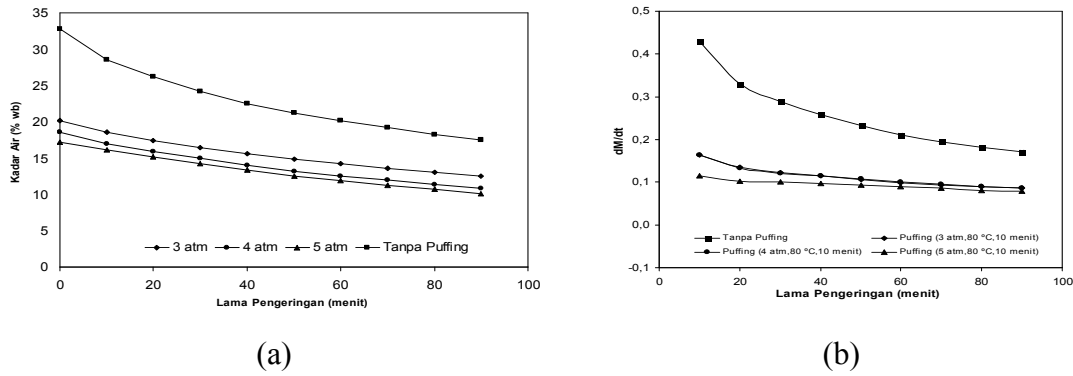 35
30
25
20
15
10
5
0
Kadar Air (% wb)
3 atm 4 atm 5 atm Tanpa Puffing
0 20 40 60 80 100
Lama Pengeringan (menit)
(a)
0,5
0,4
0,3
0,2
0,1
0,0
-0,1
dM/dt
Tanpa Puffing Puffing (3 atm,80 ºC,10 menit)
Puffing (4 atm,80 ºC,10 menit) Puffing (5 atm,80 ºC,10 menit)
0 20 40 60 80 100
Lama Pengeringan (menit)
(b)